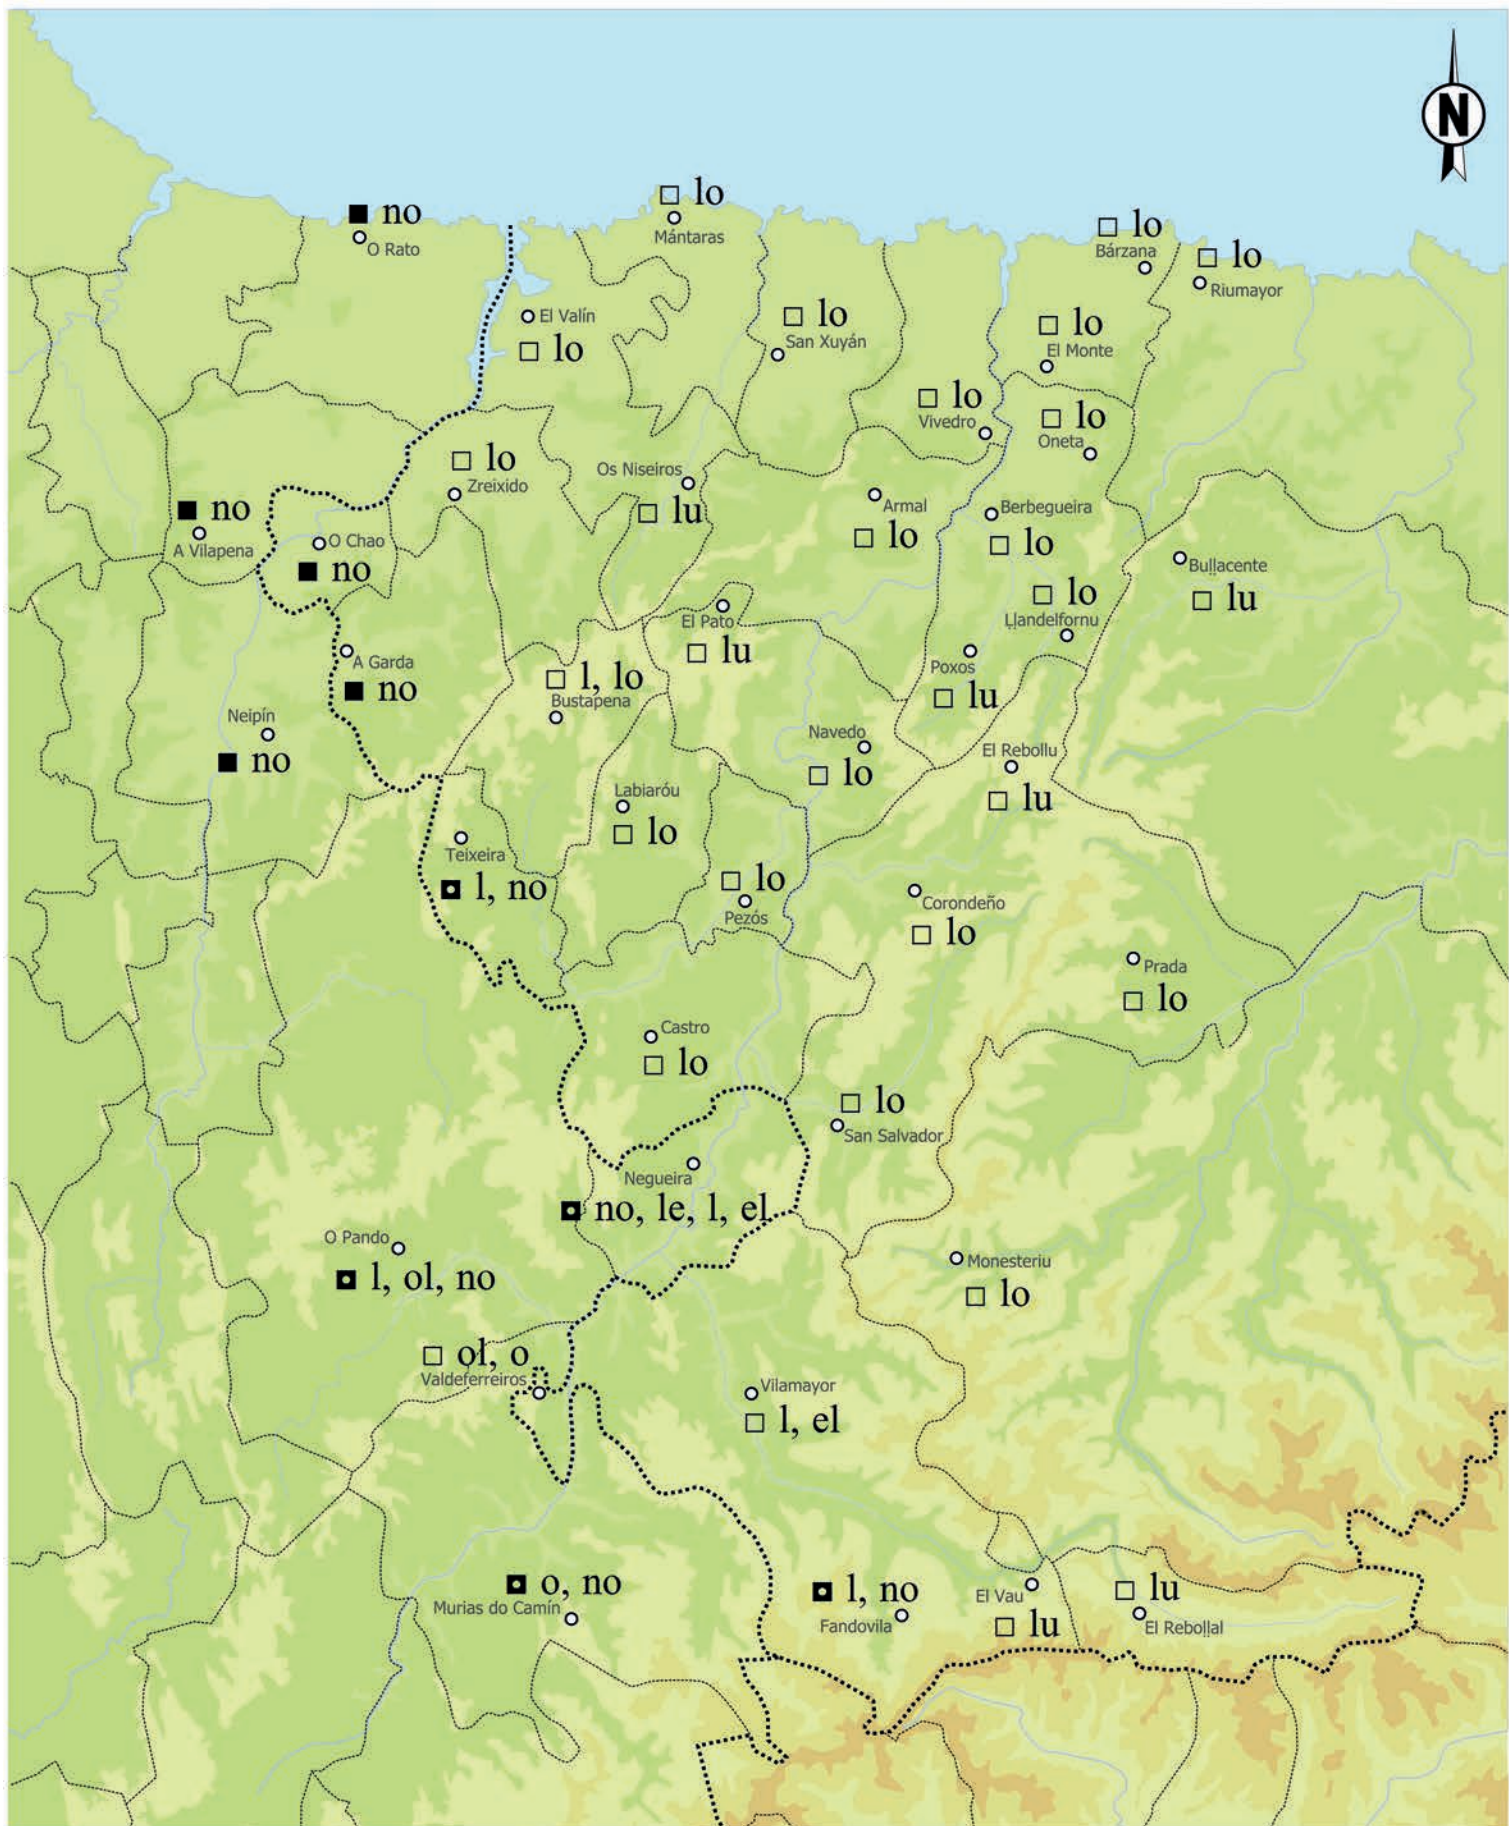 N
lo
Mántaras
no
O Rato
lo
Bárzana
lo
Riumayor
El Valín
lo
lo
San Xuyán
lo
El Monte
lo
Vivedro
lo
Oneta
lo
Zreixido
Os Niseiros
lu
Armal
lo
Berbegueira
lo
no
A Vilapena
O Chao
no
Buḷḷacente
lu
lo
Ḷḷandelfornu
El Pato
lu
A Garda
no
l, lo
Bustapena
Poxos
lu
Neipín
no
Navedo
lo
El Rebollu
lu
Labiaróu
lo
Teixeira
l, no
lo
Pezós
Corondeño
lo
Prada
lo
Castro
lo
lo
San Salvador
Negueira
no, le, l, el
O Pando
l, ol, no
Monesteriu
lo
ol, o
Valdeferreiros
Vilamayor
l, el
o, no
Murias do Camín
l, no
Fandovila
El Vau
lu
lu
El Reboḷḷal